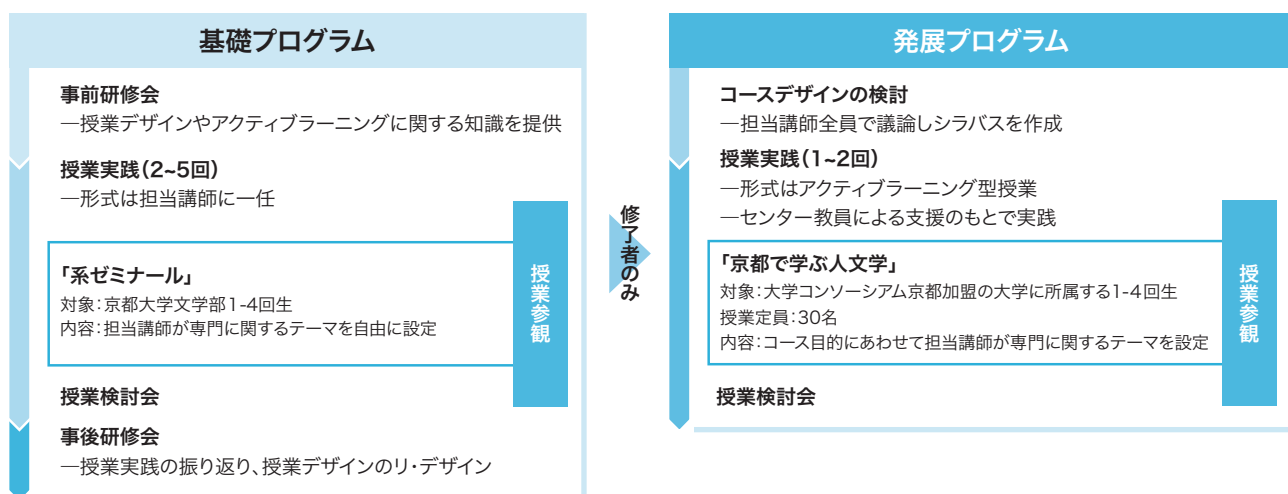 基礎プログラム
事前研修会
―授業デザインやアクティブラーニングに関する知識を提供
授業実践(2~5回)
―形式は担当講師に一任
「系ゼミナール」
対象:京都大学文学部1-4回生
内容:担当講師が専門に関するテーマを自由に設定
授業参観
授業検討会
事後研修会
―授業実践の振り返り、授業デザインのリ・デザイン
修了者のみ
発展プログラム
コースデザインの検討
―担当講師全員で議論しシラバスを作成
授業実践(1~2回)
―形式はアクティブラーニング型授業
―センター教員による支援のもとで実践
「京都で学ぶ人文学」
対象:大学コンソーシアム京都加盟の大学に所属する1-4回生
授業定員:30名
内容:コース目的にあわせて担当講師が専門に関するテーマを設定
授業参観
授業検討会